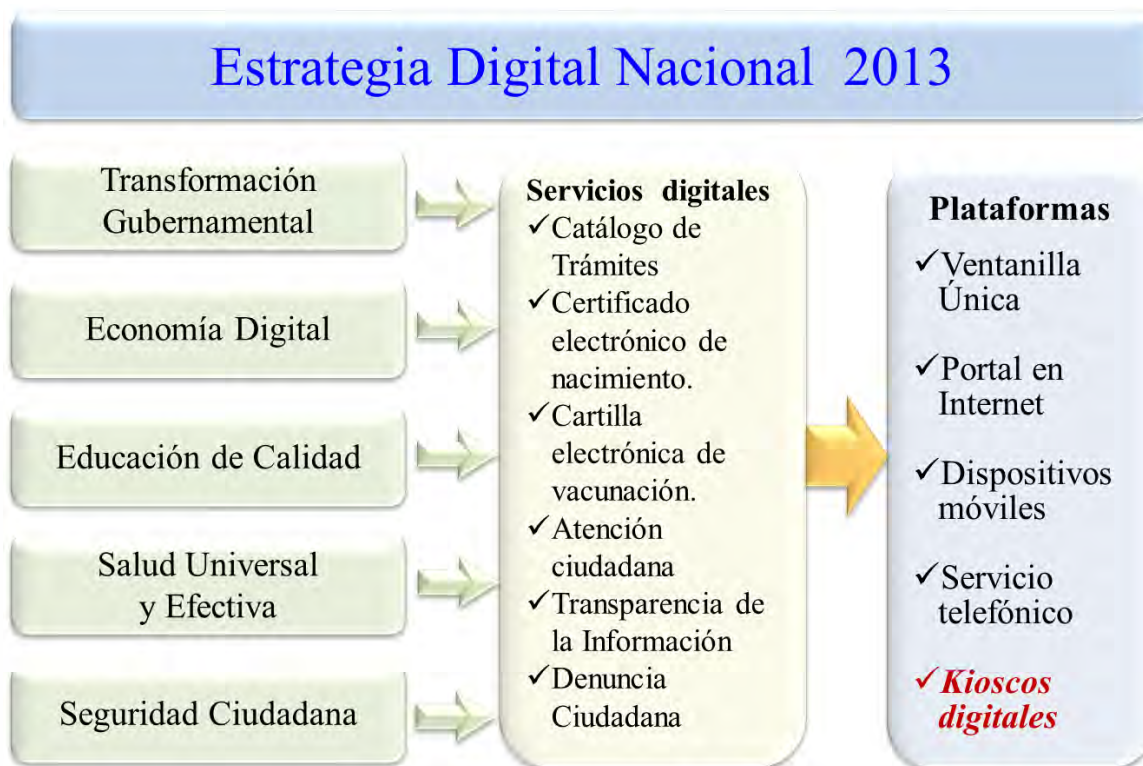 Estrategia Digital Nacional 2013
Transformación
Gubernamental
Economía Digital
Educación de Calidad
Salud Universal
y Efectiva
Seguridad Ciudadana
Servicios digitales
✓Catálogo de
Trámites
✓Certificado
electrónico de
nacimiento.
✓Cartilla
electrónica de
vacunación.
✓Atención
ciudadana
✓Transparencia de
la Información
✓Denuncia
Ciudadana
Plataformas
✓Ventanilla
Única
✓Portal en
Internet
✓Dispositivos
móviles
✓Servicio
telefónico
✓Kioscos
digitales